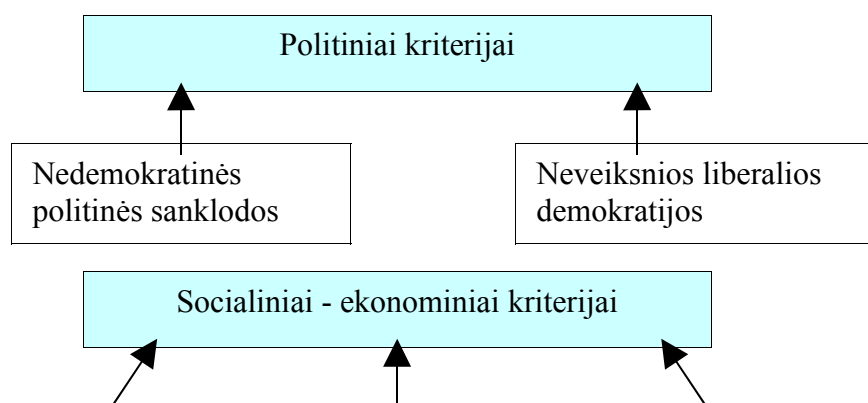 Politiniai kriterijai
Nedemokratinės
politinės sanklodos
Neveiksnios liberalios
demokratijos
Socialiniai - ekonominiai kriterijai